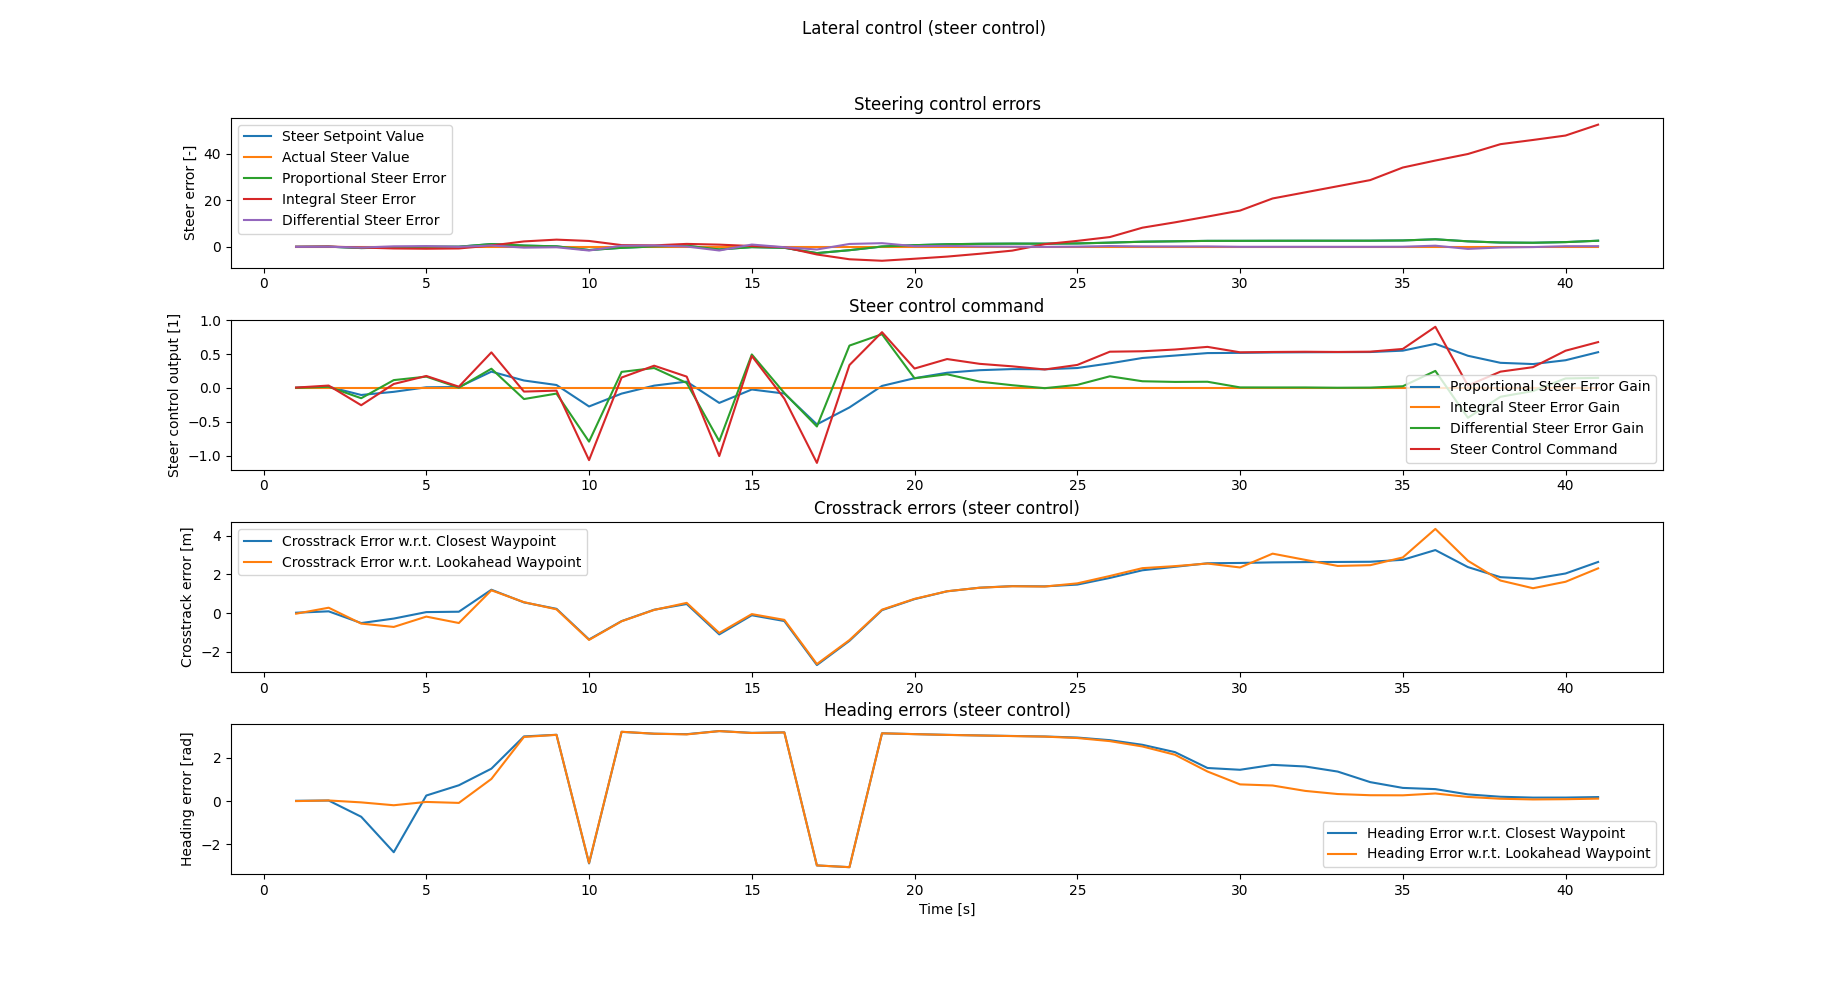 Lateral control (steer control)
Steering control errors
Steer error [-]
40
20
0
Steer Setpoint Value
Actual Steer Value
Proportional Steer Error
Integral Steer Error
Differential Steer Error
0 5 10 15 20 25 30 35 40
Steer control command
Steer control output [1]
1.0
0.5
0.0
−0.5
−1.0
Proportional Steer Error Gain
Integral Steer Error Gain
Differential Steer Error Gain
Steer Control Command
0 5 10 15 20 25 30 35 40
Crosstrack errors (steer control)
Crosstrack error [m]
4
2
0
−2
Crosstrack Error w.r.t. Closest Waypoint
Crosstrack Error w.r.t. Lookahead Waypoint
0 5 10 15 20 25 30 35 40
Heading errors (steer control)
Heading error [rad]
2
0
−2
Heading Error w.r.t. Closest Waypoint
Heading Error w.r.t. Lookahead Waypoint
0 5 10 15 20 25 30 35 40
Time [s]